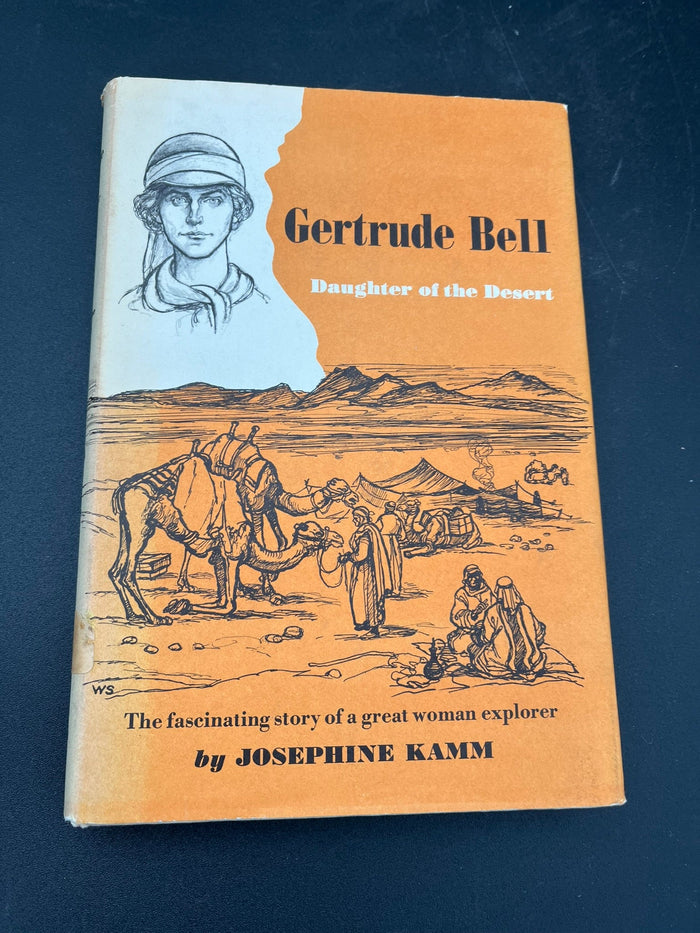 Gertrude Bell
Daughter of the Desert
WS
The fascinating story of a great woman explorer
by JOSEPHINE KAMM